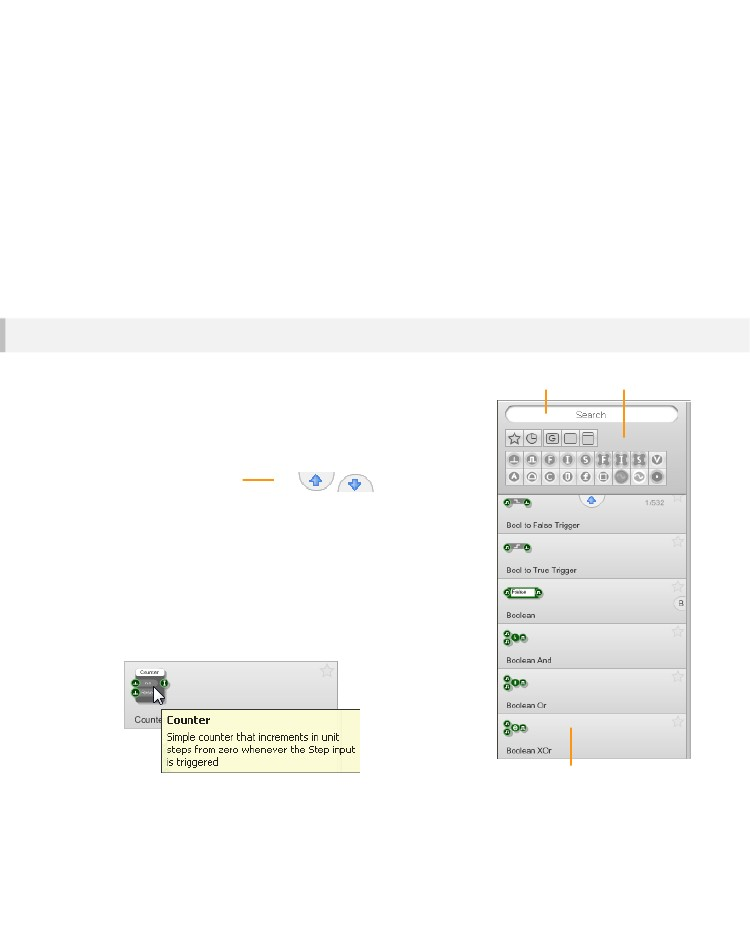 Search
1/532
Bool to False Trigger
Bool to True Trigger
False
Boolean
B
Boolean And
Boolean Or
Boolean XOr
Counter
Counte
Counter
Simple counter that increments in unit
steps from zero whenever the Step input
is triggered